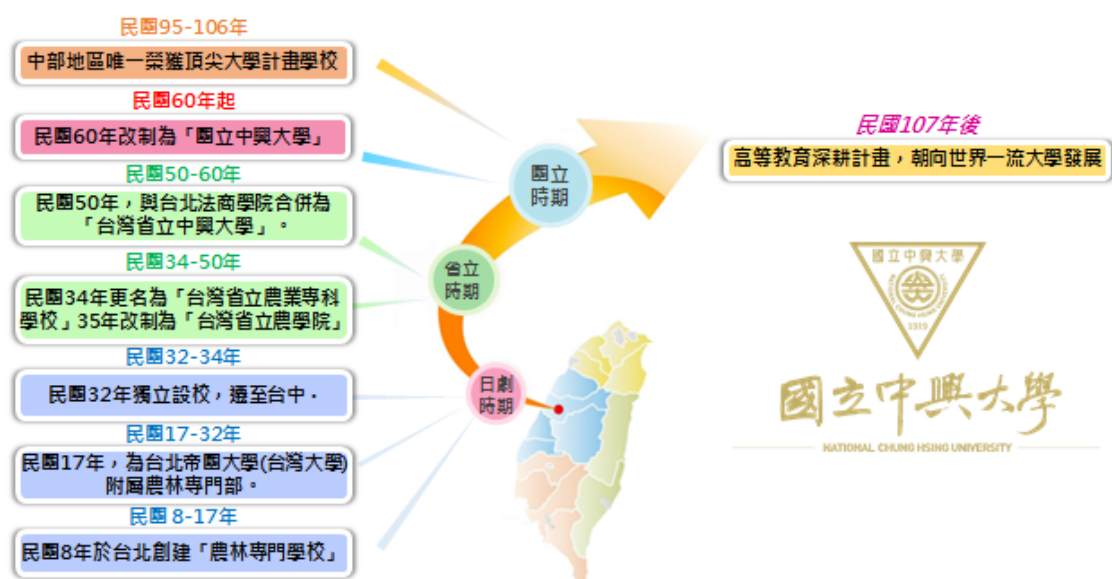 民國95-106年
中部地區唯一榮獲頂尖大學計畫學校
民國60年起
民國60年改制為「國立中興大學」
民國50-60年
民國50年，與台北法商學院合併為
「台灣省立中興大學」。
民國34-50年
民國34年更名為「台灣省立農業專科
學校」35年改制為「台灣省立農學院」
民國32-34年
民國32年獨立設校，遷至台中．
民國17-32年
民國17年，為台北帝國大學(台灣大學)
附屬農林專門部。
民國8-17年
民國8年於台北創建「農林專門學校」
國立
時期
省立
時期
日劇
時期
民國107年後
高等教育深耕計畫，朝向世界一流大學發展
國立中興大學
NATIONAL CHUNG HSING UNIVERSITY
1919
國立中興大學
NATIONAL CHUNG HSING UNIVERSITY